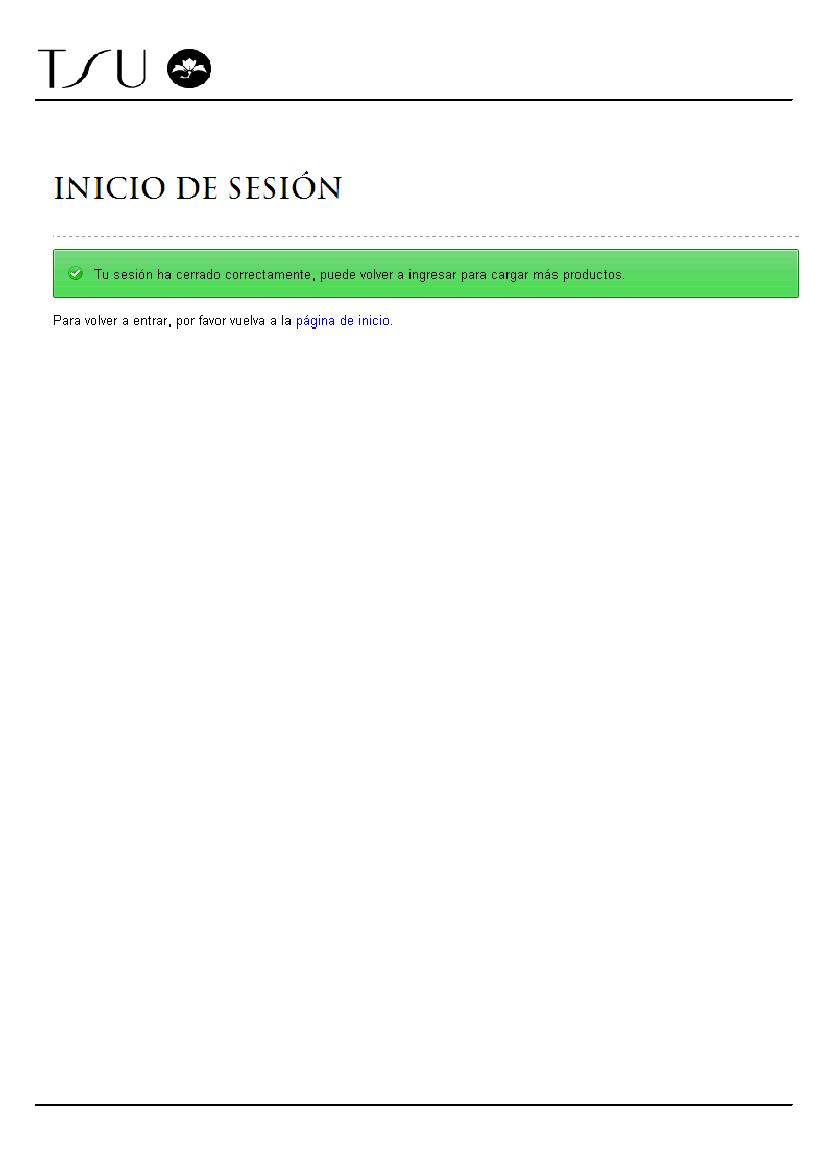 TSU
INICIO DE SESIÓN
Tu sesión ha cerrado correctamente, puede volver a ingresar para cargar más productos.
Para volver a entrar, por favor vuelva a la página de inicio.